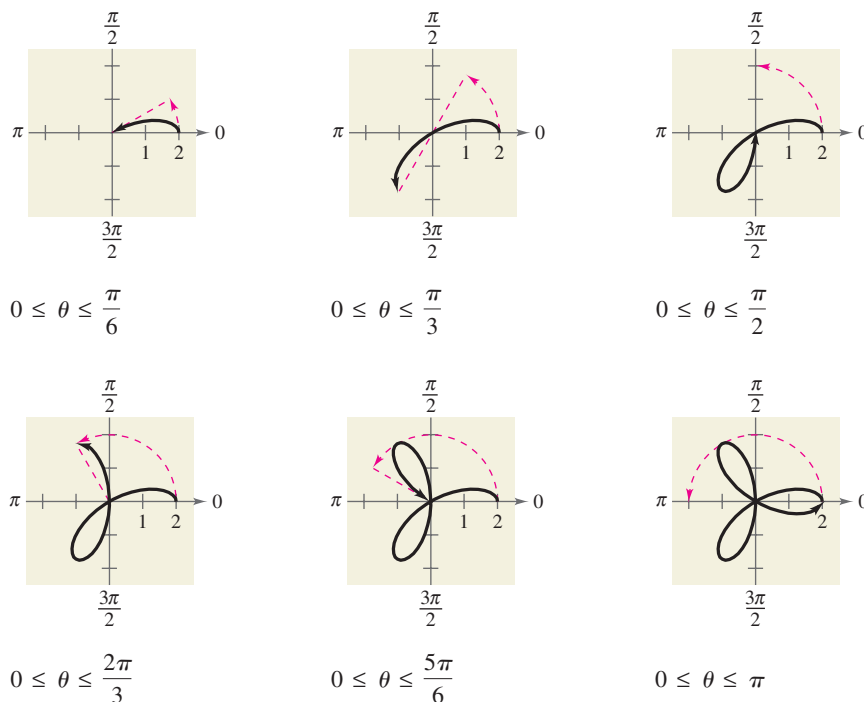 π/2 π/2 π/2
π 1 2 0 π 1 2 0 π 1 2 0
3π/2 3π/2 3π/2
0 ≤ θ ≤ π/6 0 ≤ θ ≤ π/3 0 ≤ θ ≤ π/2
π/2 π/2 π/2
π 1 2 0 π 1 2 0 π 2 0
3π/2 3π/2 3π/2
0 ≤ θ ≤ 2π/3 0 ≤ θ ≤ 5π/6 0 ≤ θ ≤ π